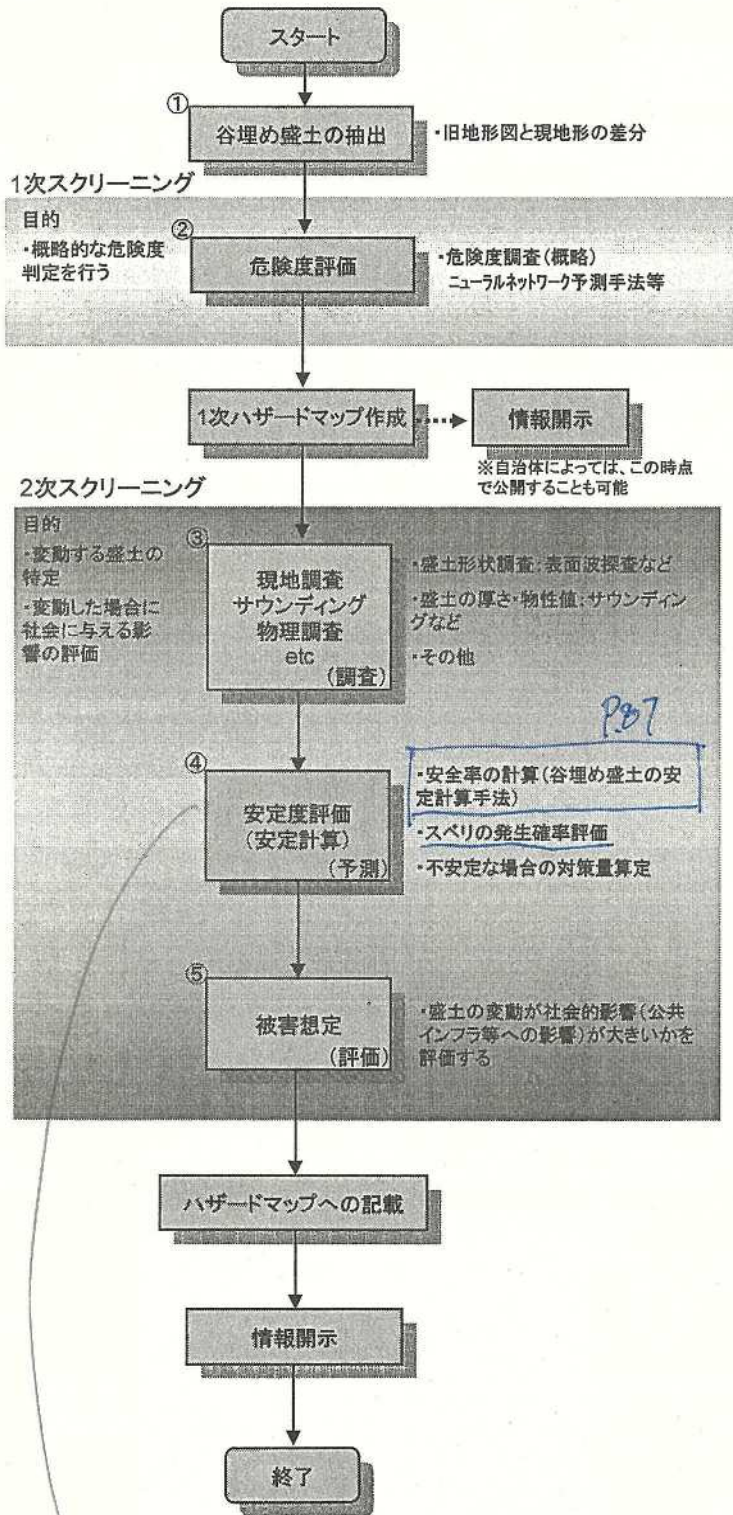 スタート
①
谷埋め盛土の抽出
・旧地形図と現地形の差分
1次スクリーニング
目的
・概略的な危険度
判定を行う
②
危険度評価
・危険度調査(概略)
ニューラルネットワーク予測手法等
1次ハザードマップ作成
情報開示
※自治体によっては、この時点
で公開することも可能
2次スクリーニング
目的
・変動する盛土の
特定
・変動した場合に
社会に与える影
響の評価
③
現地調査
サウンディング
物理調査
etc
(調査)
・盛土形状調査:表面波探査など
・盛土の厚さ・物性値:サウンディン
グなど
・その他
P.87
④
安定度評価
(安定計算)
(予測)
・安全率の計算(谷埋め盛土の安
定計算手法)
・スベリの発生確率評価
・不安定な場合の対策量算定
⑤
被害想定
(評価)
・盛土の変動が社会的影響(公共
インフラ等への影響)が大きいかを
評価する
ハザードマップへの記載
情報開示
終了